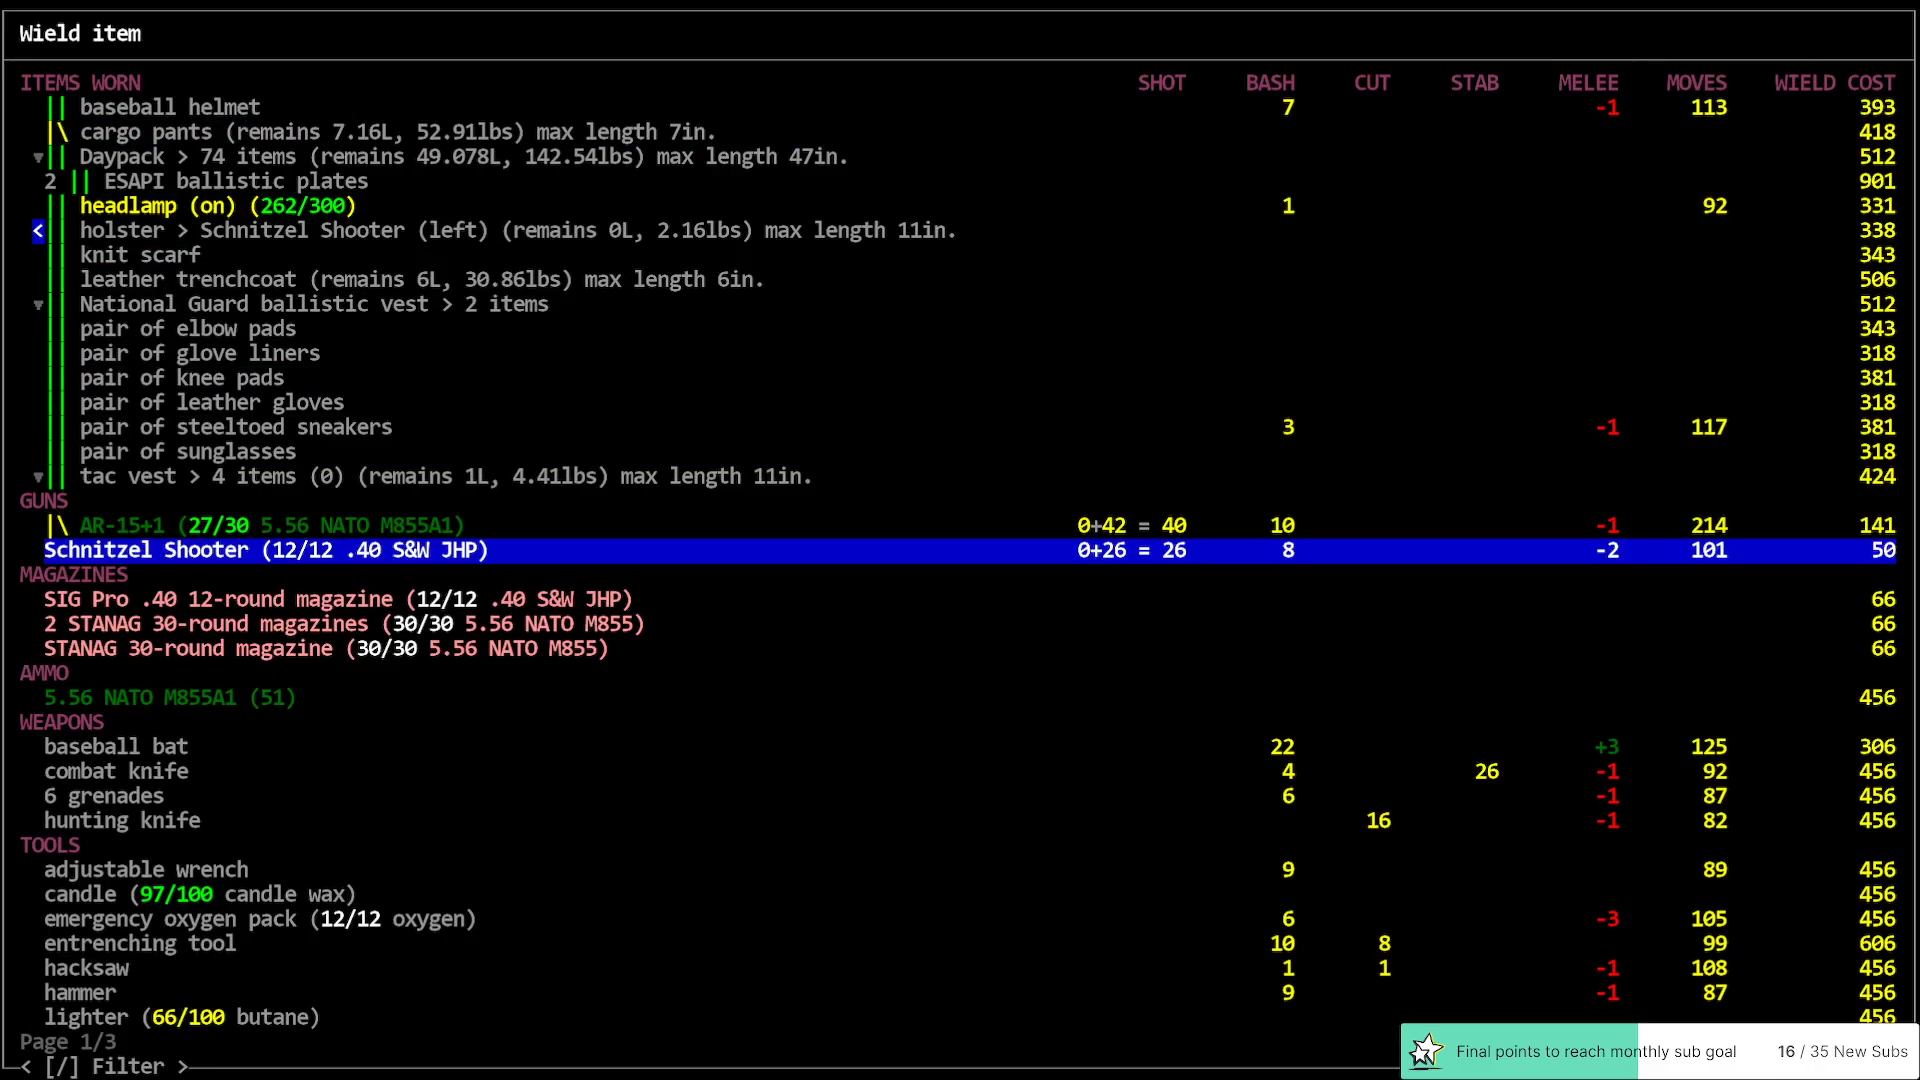 Wield item
ITEMS WORN SHOT BASH CUT STAB MELEE MOVES WIELD COST
|| baseball helmet 7 -1 113 393
|\ cargo pants (remains 7.16L, 52.91lbs) max length 7in. 418
▼|| Daypack > 74 items (remains 49.078L, 142.54lbs) max length 47in. 512
2 || ESAPI ballistic plates 901
|| headlamp (on) (262/300) 1 92 331
<|| holster > Schnitzel Shooter (left) (remains 0L, 2.16lbs) max length 11in. 338
|| knit scarf 343
|| leather trenchcoat (remains 6L, 30.86lbs) max length 6in. 506
▼|| National Guard ballistic vest > 2 items 512
|| pair of elbow pads 343
|| pair of glove liners 318
|| pair of knee pads 381
|| pair of leather gloves 318
|| pair of steeltoed sneakers 3 -1 117 381
|| pair of sunglasses 318
▼|| tac vest > 4 items (0) (remains 1L, 4.41lbs) max length 11in. 424
GUNS
|\ AR-15+1 (27/30 5.56 NATO M855A1) 0+42 = 40 10 -1 214 141
Schnitzel Shooter (12/12 .40 S&W JHP) 0+26 = 26 8 -2 101 50
MAGAZINES
SIG Pro .40 12-round magazine (12/12 .40 S&W JHP) 66
2 STANAG 30-round magazines (30/30 5.56 NATO M855) 66
STANAG 30-round magazine (30/30 5.56 NATO M855) 66
AMMO
5.56 NATO M855A1 (51) 456
WEAPONS
baseball bat 22 +3 125 306
combat knife 4 26 -1 92 456
6 grenades 6 -1 87 456
hunting knife 16 -1 82 456
TOOLS
adjustable wrench 9 89 456
candle (97/100 candle wax) 456
emergency oxygen pack (12/12 oxygen) 6 -3 105 456
entrenching tool 10 8 99 606
hacksaw 1 1 -1 108 456
hammer 9 -1 87 456
lighter (66/100 butane) 456
Page 1/3
< [/] Filter >
Final points to reach monthly sub goal 16 / 35 New Subs